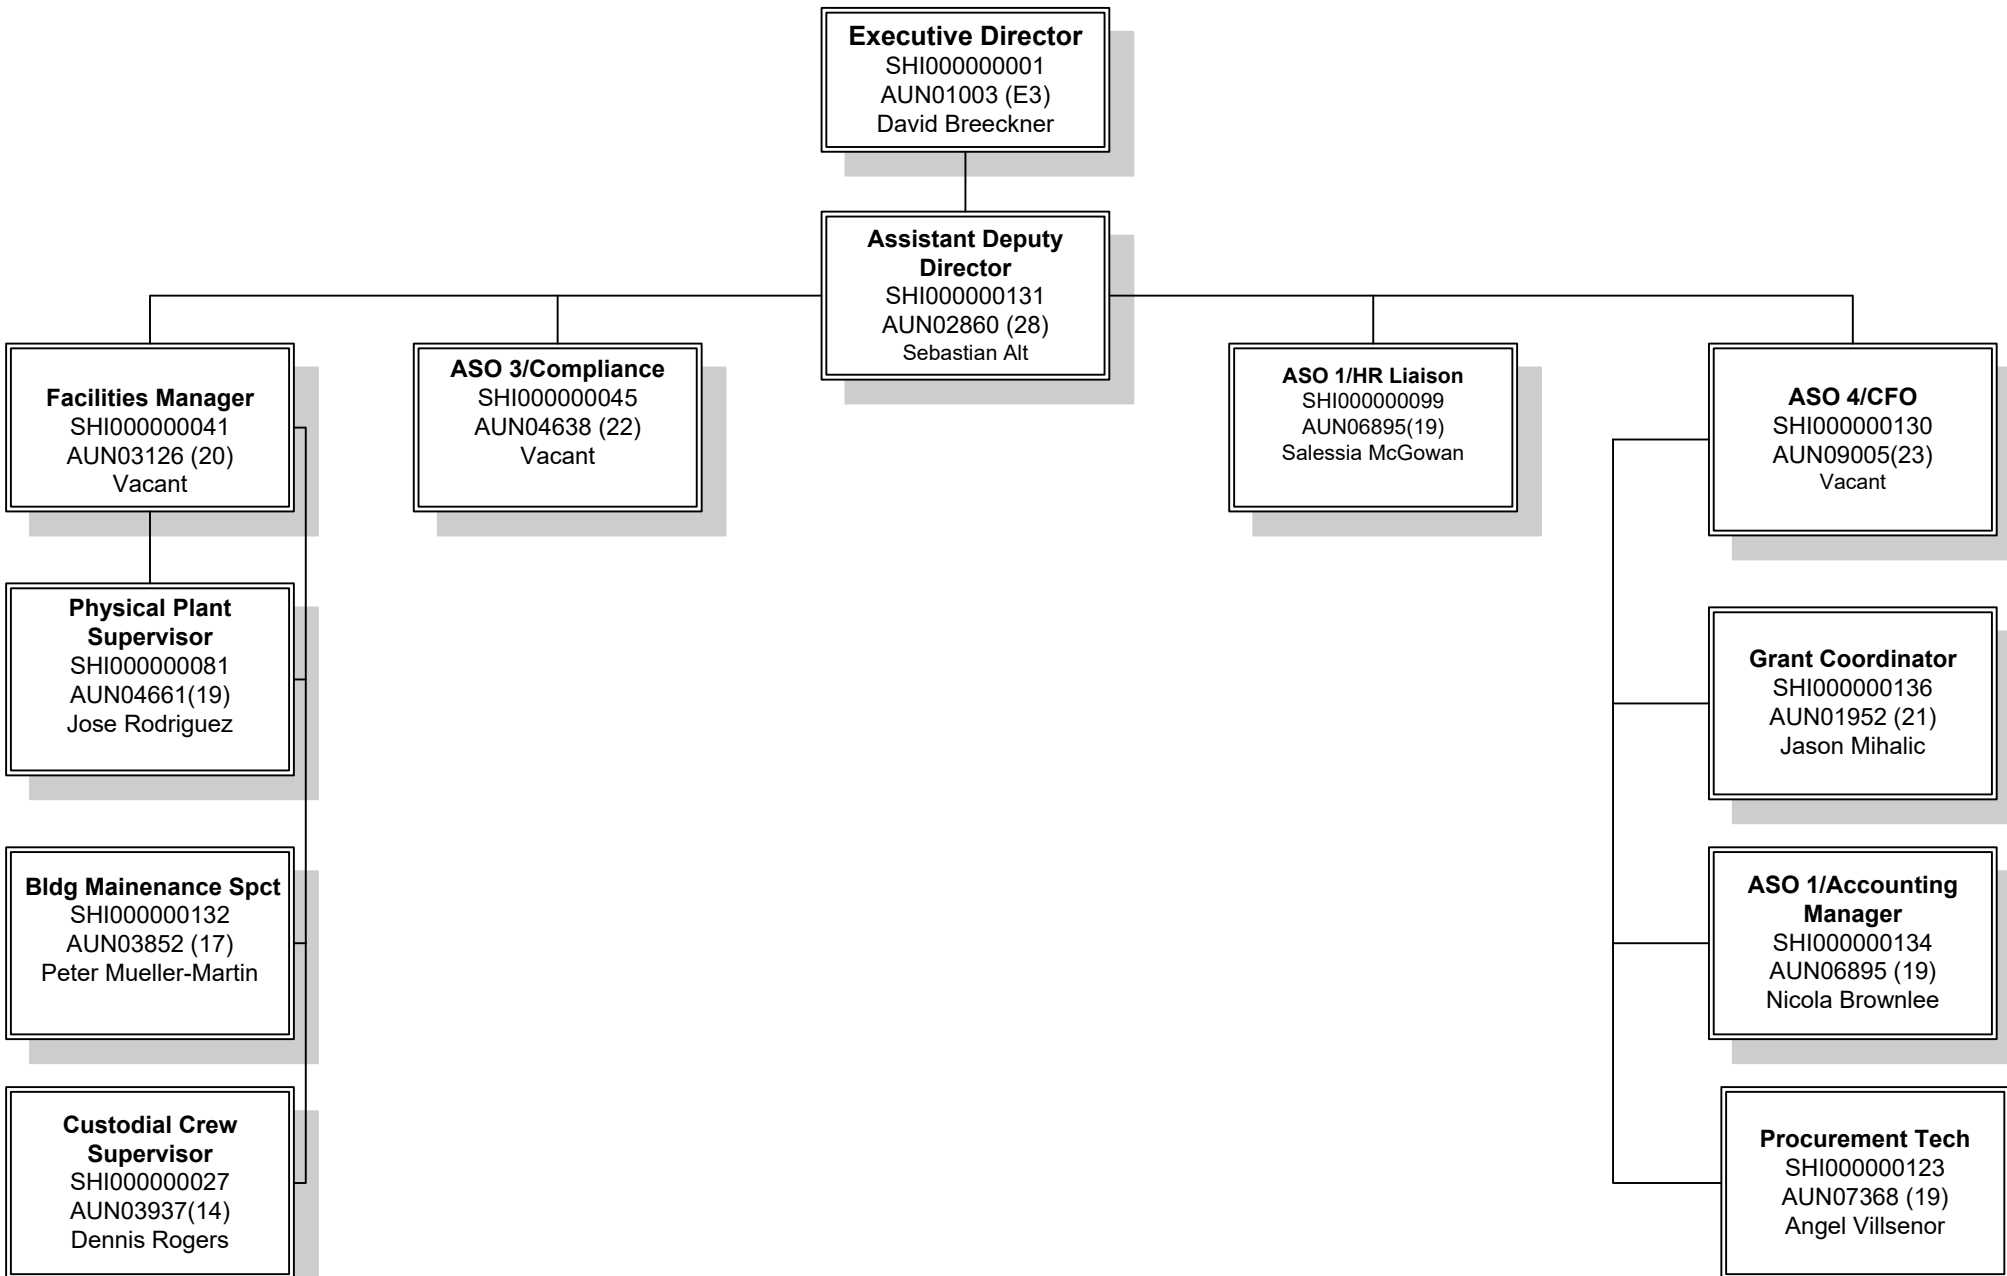 Executive Director
SHI000000001
AUN01003 (E3)
David Breeckner
Assistant Deputy
Director
SHI000000131
AUN02860 (28)
Sebastian Alt
Facilities Manager
SHI000000041
AUN03126 (20)
Vacant
ASO 3/Compliance
SHI000000045
AUN04638 (22)
Vacant
ASO 1/HR Liaison
SHI000000099
AUN06895(19)
Salessia McGowan
ASO 4/CFO
SHI000000130
AUN09005(23)
Vacant
Physical Plant
Supervisor
SHI000000081
AUN04661(19)
Jose Rodriguez
Grant Coordinator
SHI000000136
AUN01952 (21)
Jason Mihalic
Bldg Mainenance Spct
SHI000000132
AUN03852 (17)
Peter Mueller-Martin
ASO 1/Accounting
Manager
SHI000000134
AUN06895 (19)
Nicola Brownlee
Custodial Crew
Supervisor
SHI000000027
AUN03937(14)
Dennis Rogers
Procurement Tech
SHI000000123
AUN07368 (19)
Angel Villsenor